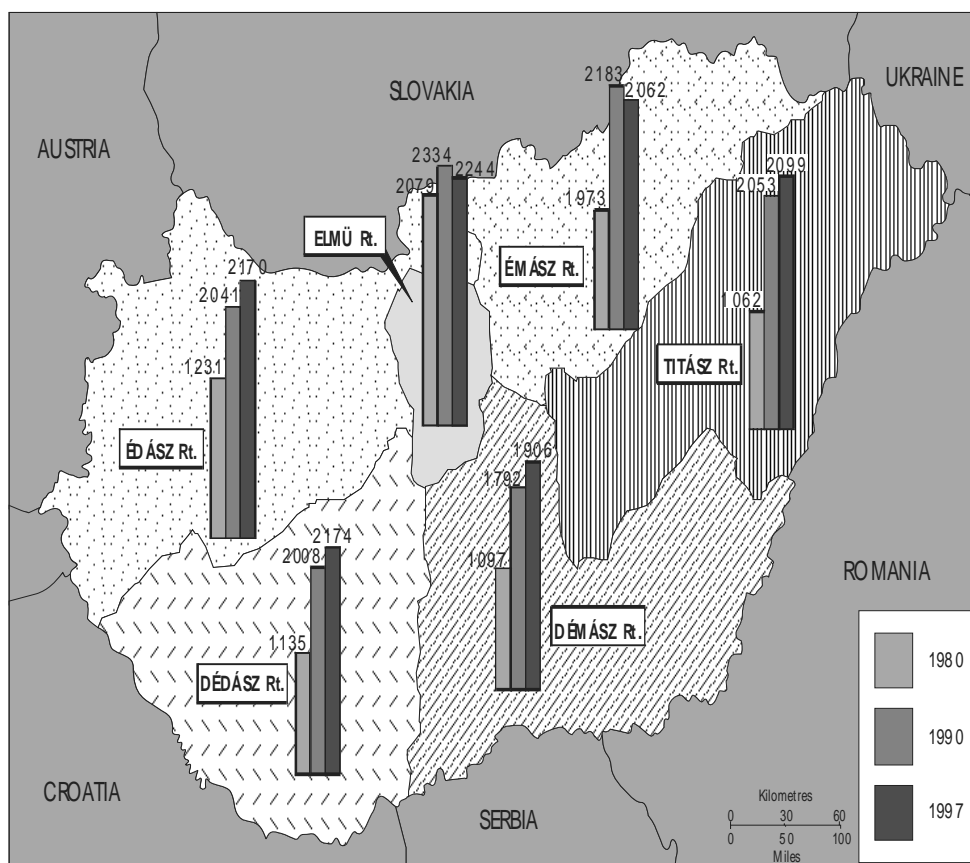 SLOVAKIA
UKRAINE
AUSTRIA
2183
2062
1973
2334
2079
2244
2099
2053
1062
ELMÜ Rt.
ÉMÁSZ Rt.
TITÁSZ Rt.
2170
2041
1231
ÉDÁSZ Rt.
1906
1792
1097
DÉMÁSZ Rt.
2174
2008
1135
DÉDÁSZ Rt.
ROMANIA
CROATIA
SERBIA
1980
1990
1997
Kilometres
0 30 60
0 50 100
Miles